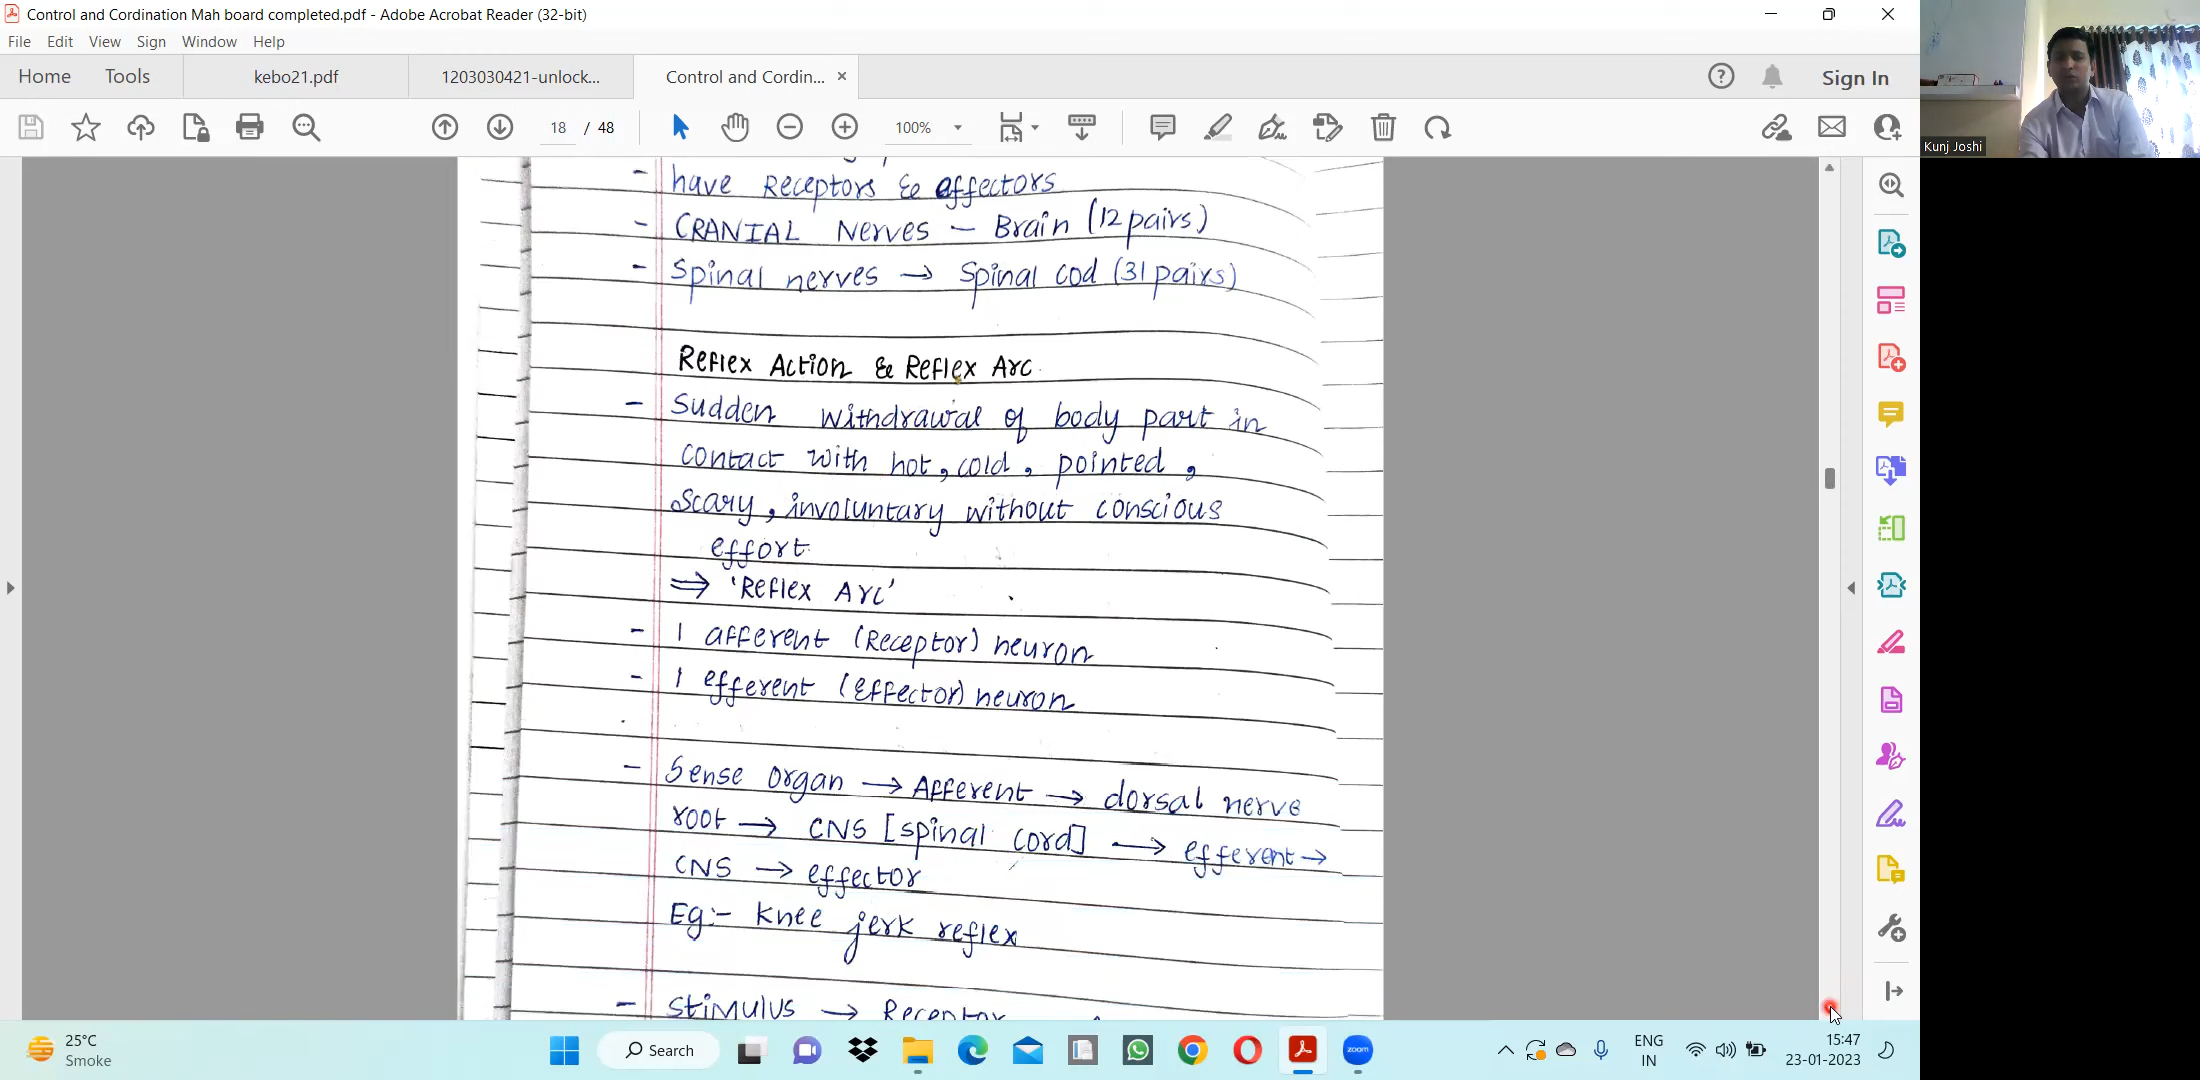 Control and Cordination Mah board completed.pdf - Adobe Acrobat Reader (32-bit)
File Edit View Sign Window Help
Home Tools kebo21.pdf 1203030421-unlock... Control and Cordin... × Sign In
18 / 48 100%
Kunj Joshi
- have Receptors & effectors
- CRANIAL Nerves – Brain (12 pairs)
- Spinal nerves → Spinal cod (31 pairs)
Reflex Action & Reflex Arc
- Sudden withdrawal of body part in
contact with hot, cold, pointed,
scary, involuntary without conscious
effort
⇒ 'Reflex Arc'
- 1 afferent (Receptor) neuron
- 1 efferent (Effector) neuron
- Sense organ → Afferent → dorsal nerve
root → CNS [spinal cord] → efferent →
CNS → effector
Eg:- Knee jerk reflex
- Stimulus → Receptor
25°C
Smoke
Search
zoom
ENG
IN
15:47
23-01-2023